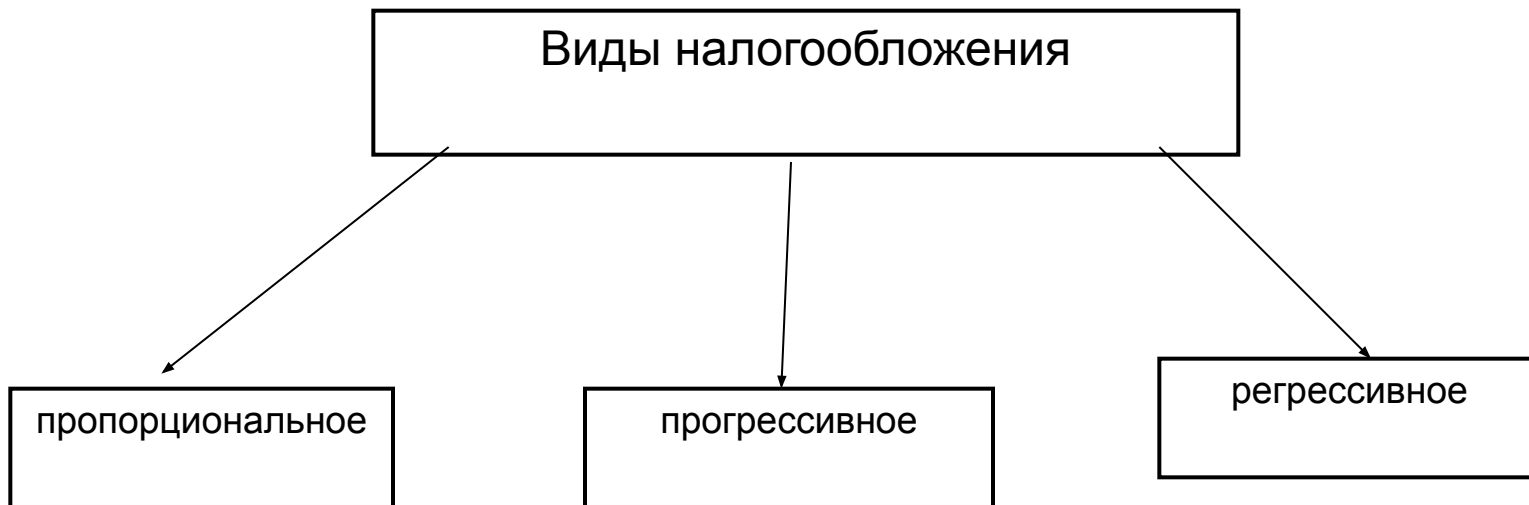 Виды налогообложения
пропорциональное
прогрессивное
регрессивное